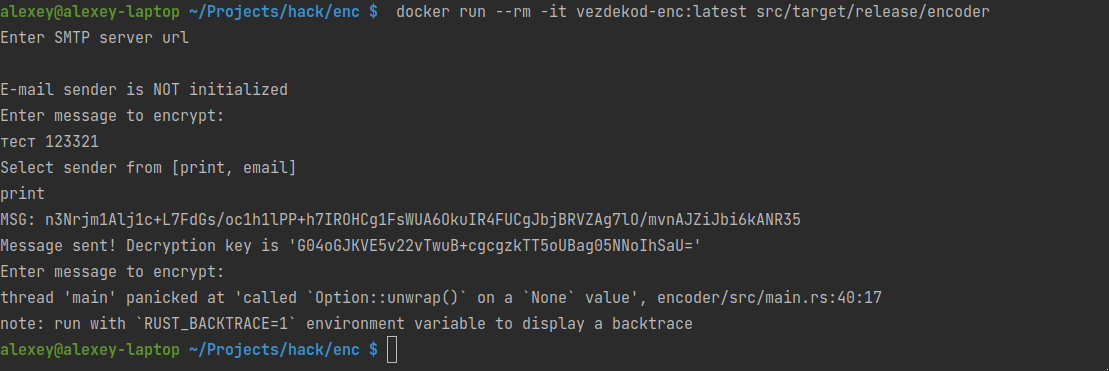 alexey@alexey-laptop ~/Projects/hack/enc $  docker run --rm -it vezdekod-enc:latest src/target/release/encoder
Enter SMTP server url
E-mail sender is NOT initialized
Enter message to encrypt:
тест 123321
Select sender from [print, email]
print
MSG: n3Nrjm1Alj1c+L7FdGs/oc1h1lPP+h7IROHCg1FsWUA6OkuIR4FUCgJbjBRVZAg7lO/mvnAJZiJbi6kANR35
Message sent! Decryption key is 'G04oGJKVE5v22vTwuB+cgcgzkTT5oUBag05NNoIhSaU='
Enter message to encrypt:
thread 'main' panicked at 'called `Option::unwrap()` on a `None` value', encoder/src/main.rs:40:17
note: run with `RUST_BACKTRACE=1` environment variable to display a backtrace
alexey@alexey-laptop ~/Projects/hack/enc $